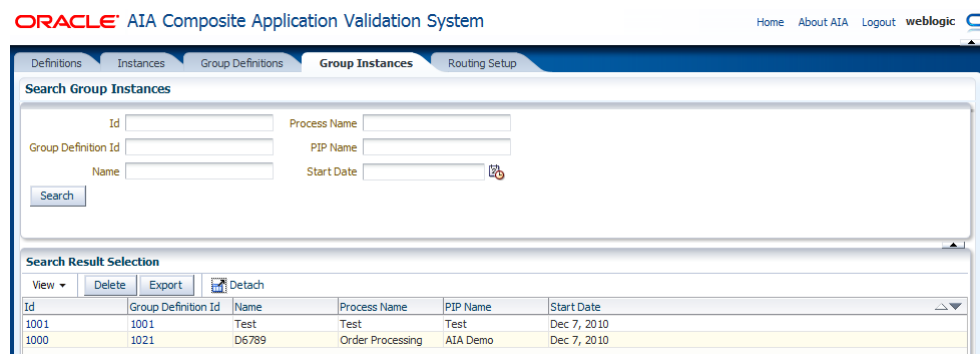 ORACLE AIA Composite Application Validation System
Home About AIA Logout weblogic
Definitions Instances Group Definitions Group Instances Routing Setup
Search Group Instances
Id Process Name
Group Definition Id PIP Name
Name Start Date
Search
Search Result Selection
View Delete Export Detach
Id Group Definition Id Name Process Name PIP Name Start Date
1001 1001 Test Test Test Dec 7, 2010
1000 1021 D6789 Order Processing AIA Demo Dec 7, 2010